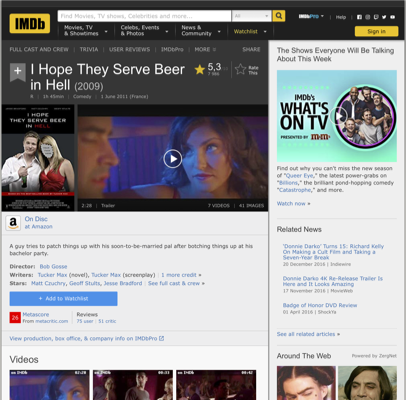 IMDb
Find Movies, TV shows, Celebrities and more...
All
IMDbPro
Help
Movies, TV
& Showtimes
Celebs, Events
& Photos
News &
Community
Watchlist
Sign in
FULL CAST AND CREW
TRIVIA
USER REVIEWS
IMDbPro
MORE
SHARE
I Hope They Serve Beer
in Hell (2009)
5,3
Rate
This
R | 1h 45min | Comedy | 1 June 2011 (France)
I HOPE
THEY SERVE
BEER
IN HELL
2:28 | Trailer
7 VIDEOS | 41 IMAGES
On Disc
at Amazon
A guy tries to patch things up with his soon-to-be-married pal after botching things up at his
bachelor party.
Director: Bob Gosse
Writers: Tucker Max (novel), Tucker Max (screenplay) | 1 more credit »
Stars: Matt Czuchry, Geoff Stults, Jesse Bradford | See full cast & crew »
+ Add to Watchlist
26
Metascore
From metacritic.com
Reviews
75 user | 51 critic
View production, box office, & company info on IMDbPro
Videos
02:28
00:33
00:42
The Shows Everyone Will Be Talking
About This Week
IMDb's
WHAT'S
ON TV
PRESENTED BY
Find out why you can't miss the new season
of "Queer Eye," the latest power-grabs on
"Billions," the brilliant pond-hopping comedy
"Catastrophe," and more.
Watch now »
Related News
'Donnie Darko' Turns 15: Richard Kelly
On Making a Cult Film and Taking a
Seven-Year Break
20 December 2016 | Indiewire
Donnie Darko 4K Re-Release Trailer Is
Here and It Looks Amazing
17 November 2016 | MovieWeb
Badge of Honor DVD Review
01 April 2016 | ShockYa
See all related articles »
Around The Web
Powered by ZergNet